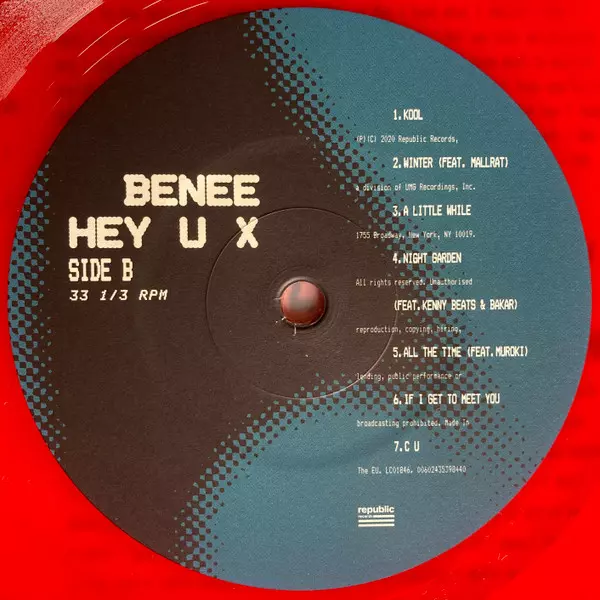 BENEE
HEY U X
SIDE B
33 1/3 RPM
1. KOOL
(P)(C) 2020 Republic Records,
2. WINTER (FEAT. MALLRAT)
a division of UMG Recordings, Inc.
3. A LITTLE WHILE
1755 Broadway, New York, NY 10019.
4. NIGHT GARDEN
All rights reserved. Unauthorised
(FEAT. KENNY BEATS & BAKAR)
reproduction, copying, hiring,
5. ALL THE TIME (FEAT. MUROKI)
lending, public performance or
6. IF I GET TO MEET YOU
broadcasting prohibited. Made In
7. C U
The EU. LC01846. 00602435398440
republic